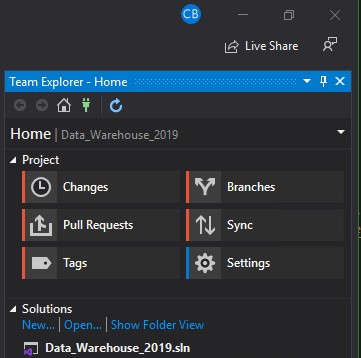 CB
Live Share
Team Explorer - Home
Home | Data_Warehouse_2019
Project
Changes
Branches
Pull Requests
Sync
Tags
Settings
Solutions
New... | Open... | Show Folder View
Data_Warehouse_2019.sln